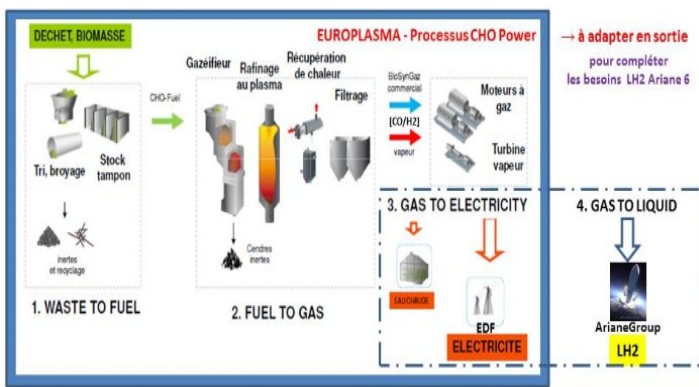 DECHET, BIOMASSE
EUROPLASMA - Processus CHO Power
→ à adapter en sortie
pour compléter
les besoins LH2 Ariane 6
CHO-Fuel
Tri, broyage
Stock
tampon
inertes
et recyclage
1. WASTE TO FUEL
Gazéifieur
Rafinage
au plasma
Récupération
de chaleur
Filtrage
Cendres
inertes
2. FUEL TO GAS
BioSynGaz
commercial
[CO/H2]
vapeur
Moteurs à
gaz
Turbine
vapeur
3. GAS TO ELECTRICITY
EAU CHAUDE
EDF
ELECTRICITE
4. GAS TO LIQUID
ArianeGroup
LH2